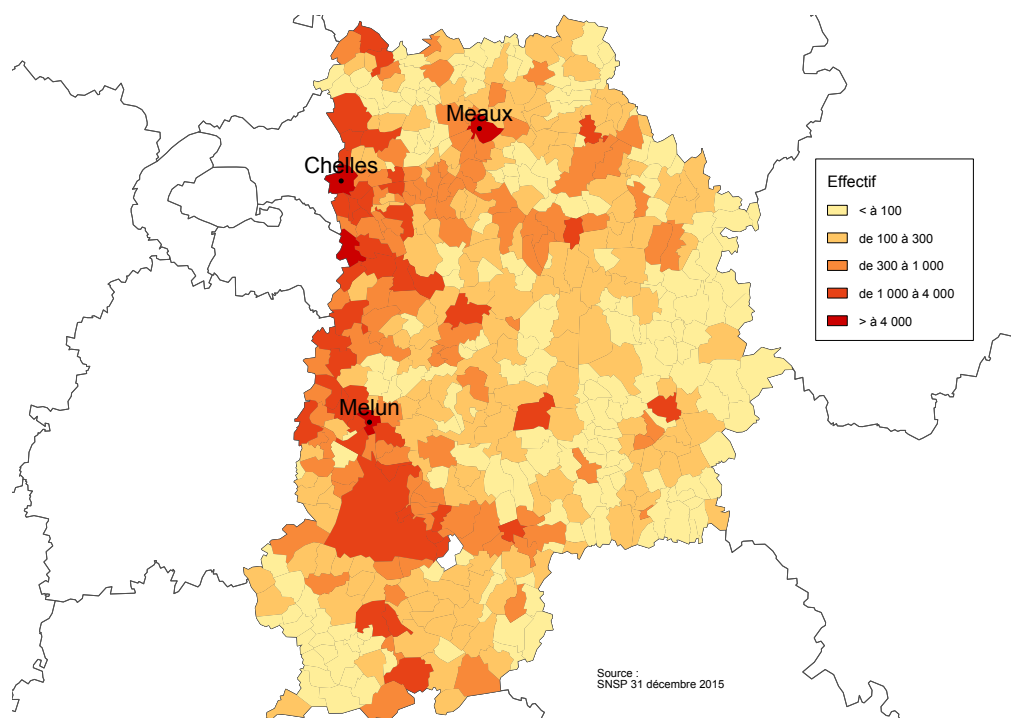 Meaux
Chelles
Melun
Effectif
< à 100
de 100 à 300
de 300 à 1 000
de 1 000 à 4 000
> à 4 000
Source :
SNSP 31 décembre 2015